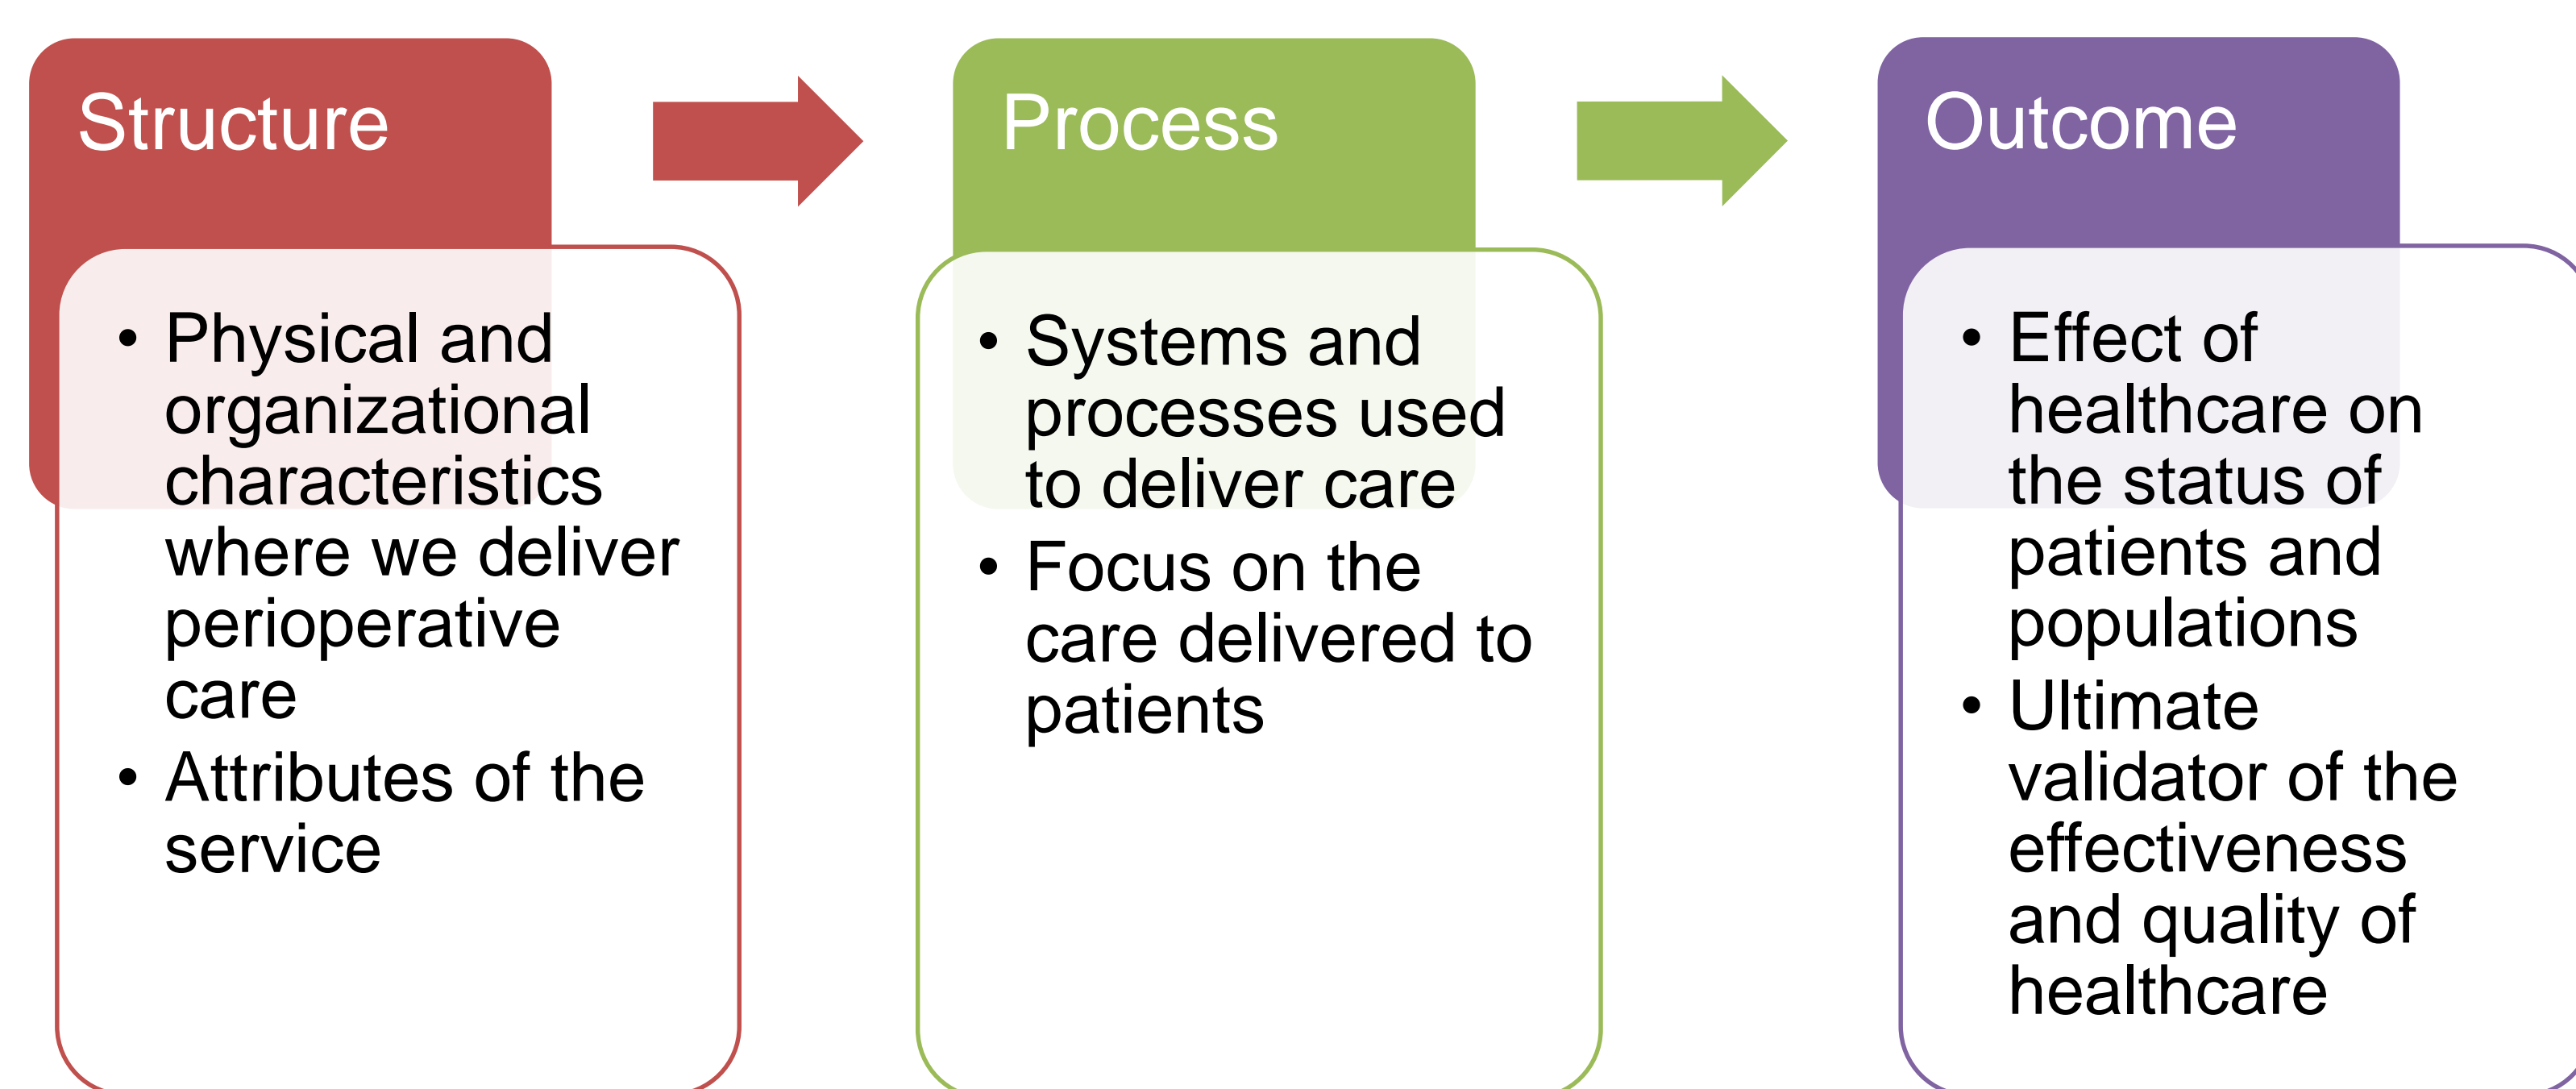 Structure
• Physical and
organizational
characteristics
where we deliver
perioperative
care
• Attributes of the
service
Process
• Systems and
processes used
to deliver care
• Focus on the
care delivered to
patients
Outcome
• Effect of
healthcare on
the status of
patients and
populations
• Ultimate
validator of the
effectiveness
and quality of
healthcare